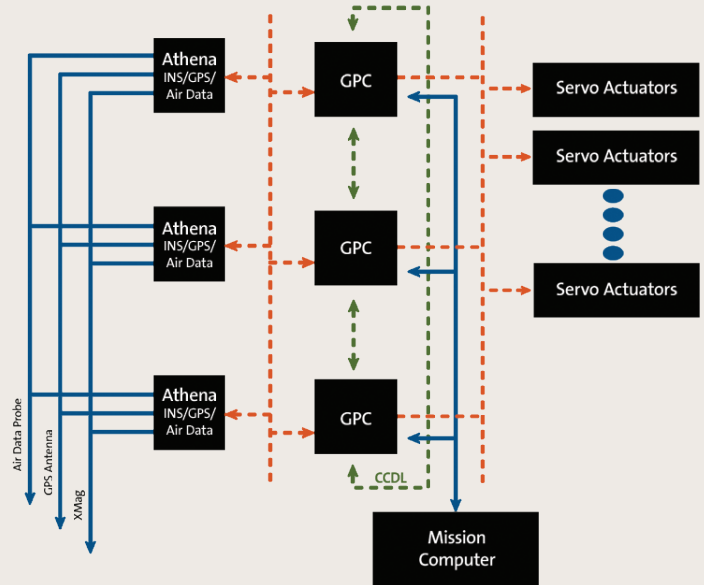 Athena
INS/GPS/
Air Data
GPC
Servo Actuators
Servo Actuators
Athena
INS/GPS/
Air Data
GPC
Servo Actuators
Athena
INS/GPS/
Air Data
GPC
Air Data Probe
GPS Antenna
XMag
CCDL
Mission
Computer